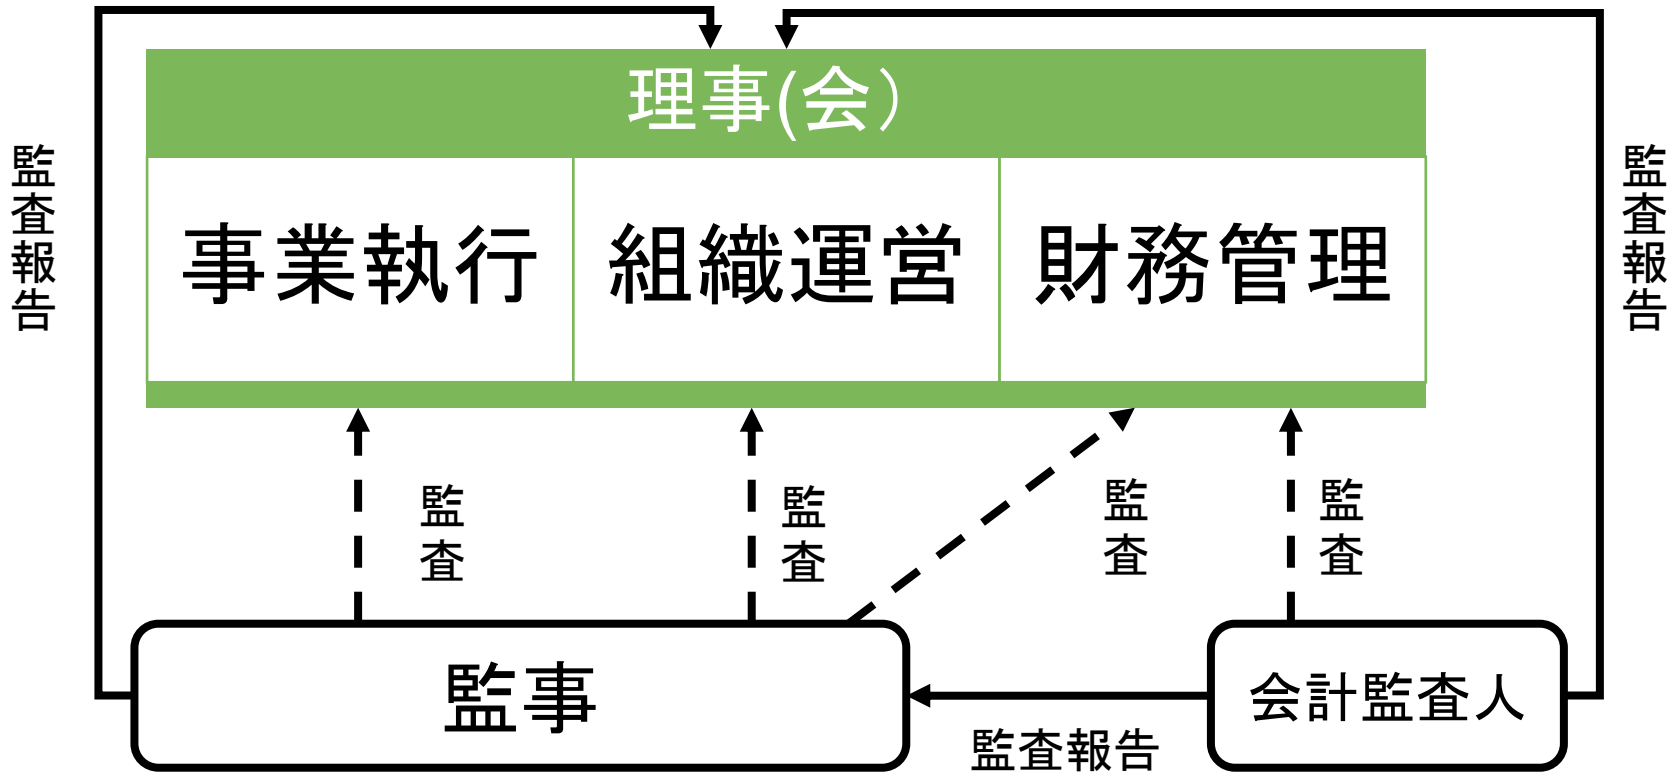 理事(会）
監査報告
事業執行
組織運営
財務管理
監査報告
監査
監査
監査
監査
監事
会計監査人
監査報告